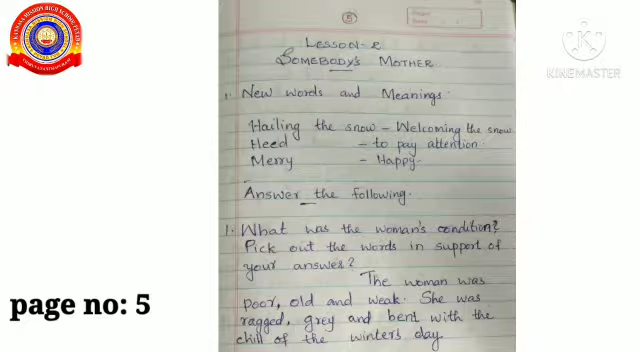 5
KINEMASTER
Lesson-2
Somebody's Mother
1. New words and Meanings.
Hailing the snow – Welcoming the snow
Heed – to pay attention
Merry – Happy.
Answer the following.
1. What was the woman's condition?
Pick out the words in support of
your answer?
The woman was
poor, old and weak. She was
ragged, grey and bent with the
chill of the winter's day
page no: 5